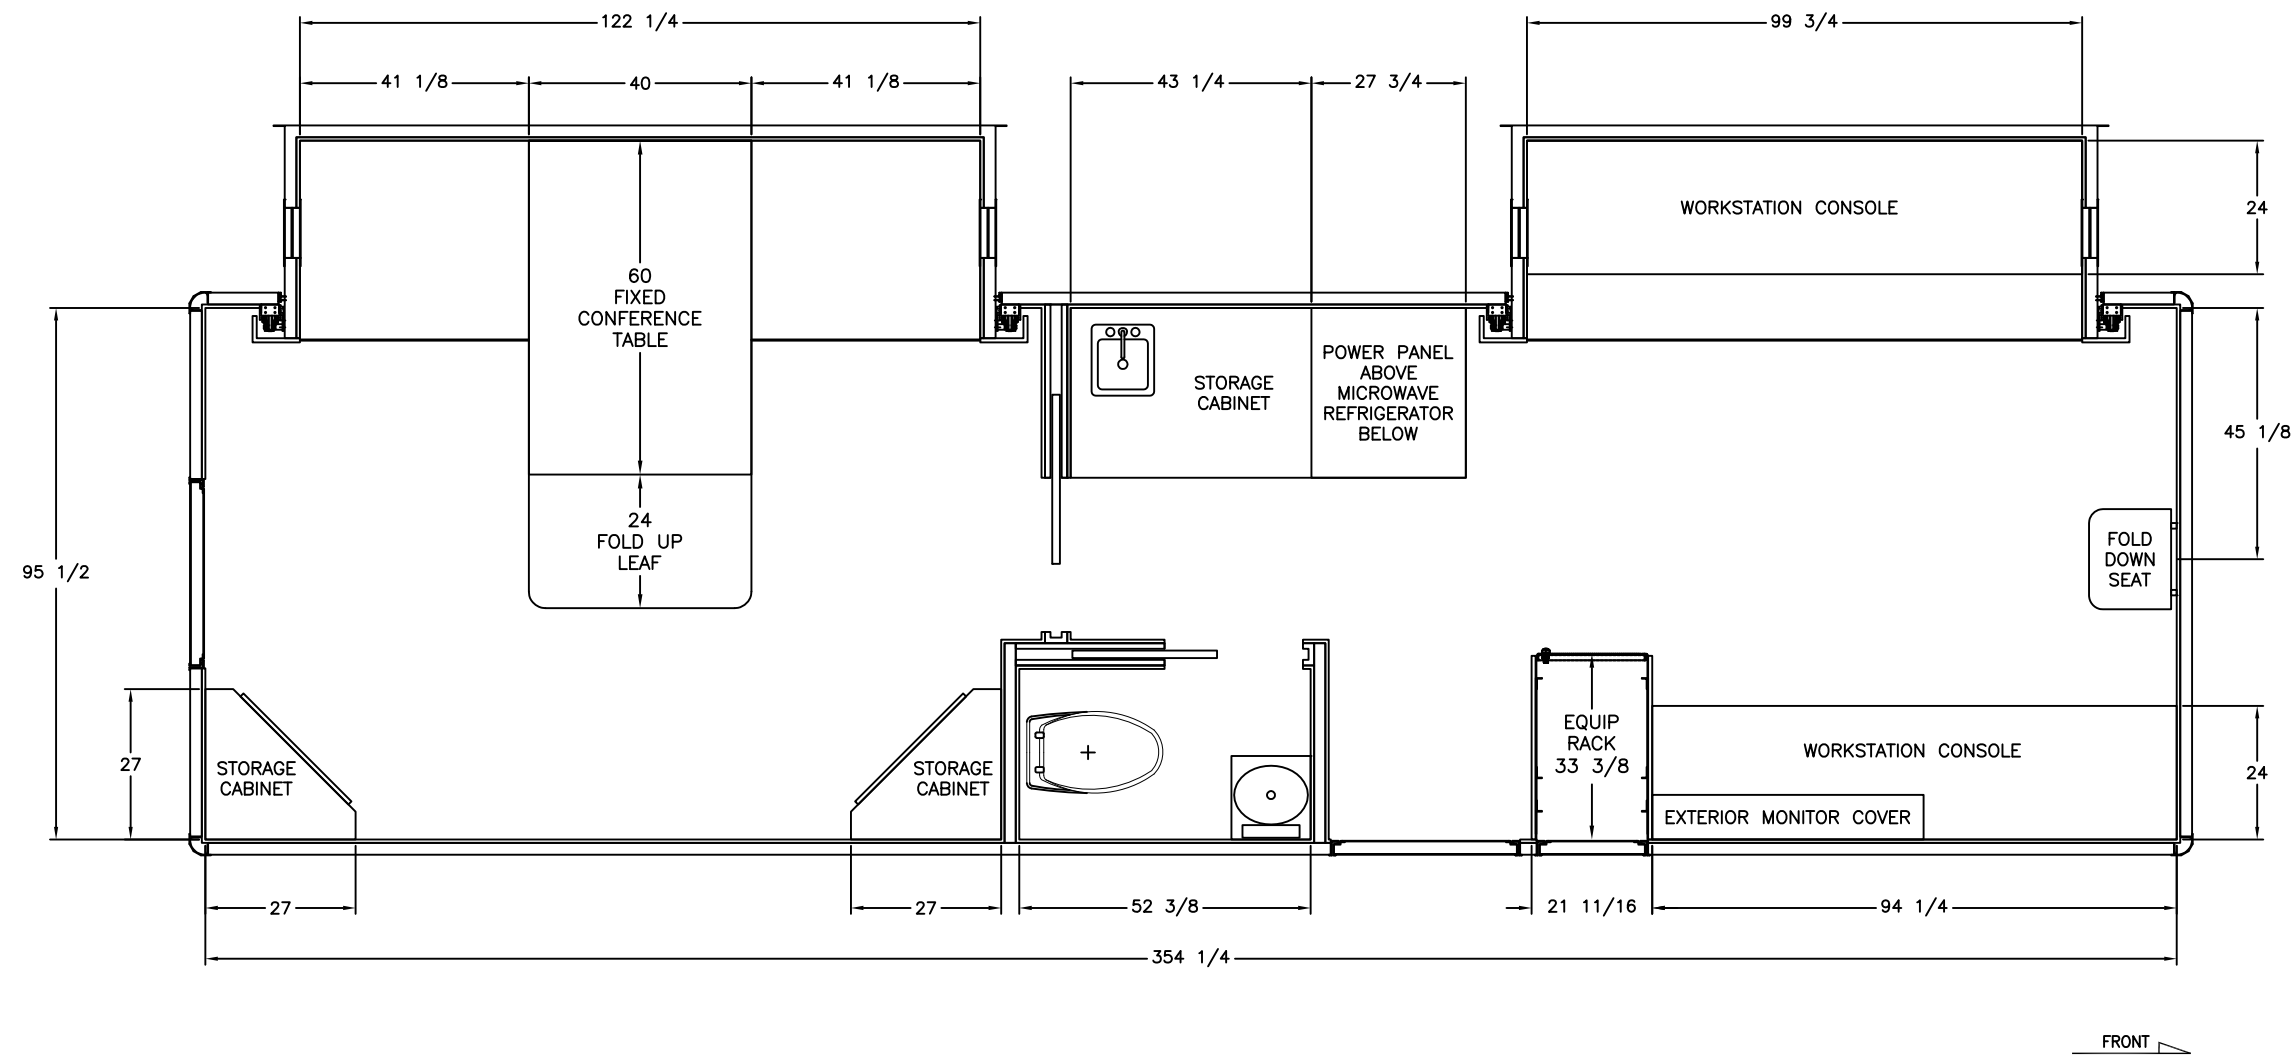 122 1/4
99 3/4
41 1/8
40
41 1/8
43 1/4
27 3/4
WORKSTATION CONSOLE
24
60
FIXED
CONFERENCE
TABLE
POWER PANEL
ABOVE
MICROWAVE
REFRIGERATOR
BELOW
STORAGE
CABINET
45 1/8
24
FOLD UP
LEAF
FOLD
DOWN
SEAT
95 1/2
27
STORAGE
CABINET
STORAGE
CABINET
EQUIP
RACK
33 3/8
WORKSTATION CONSOLE
24
EXTERIOR MONITOR COVER
27
27
52 3/8
21 11/16
94 1/4
354 1/4
FRONT